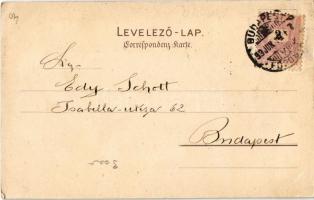 LEVELEZŐ-LAP.
Correspondenz-Karte.
Edy Schott
Isabella-utcza 62
Budapest